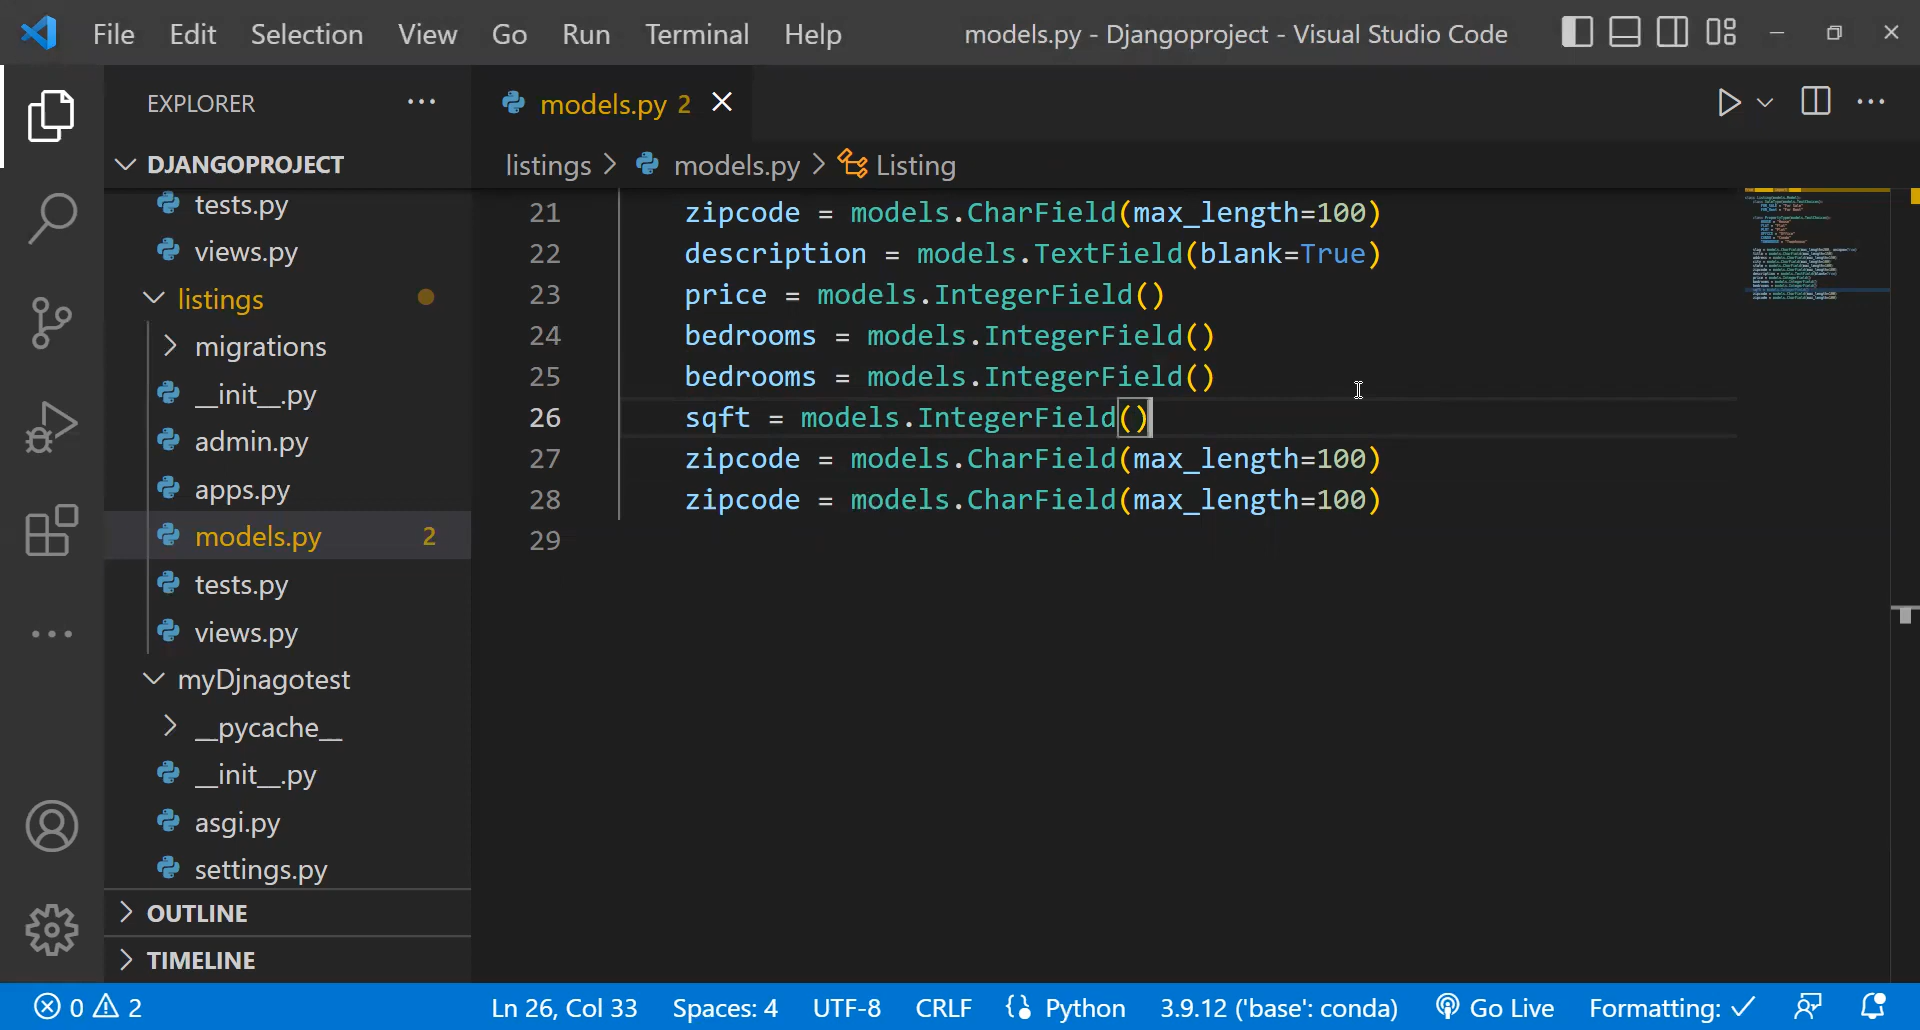 File Edit Selection View Go Run Terminal Help
models.py - Djangoproject - Visual Studio Code
EXPLORER
DJANGOPROJECT
tests.py
views.py
listings
migrations
__init__.py
admin.py
apps.py
models.py 2
tests.py
views.py
myDjnagotest
__pycache__
__init__.py
asgi.py
settings.py
OUTLINE
TIMELINE
models.py 2
listings > models.py > Listing
21 zipcode = models.CharField(max_length=100)
22 description = models.TextField(blank=True)
23 price = models.IntegerField()
24 bedrooms = models.IntegerField()
25 bedrooms = models.IntegerField()
26 sqft = models.IntegerField()
27 zipcode = models.CharField(max_length=100)
28 zipcode = models.CharField(max_length=100)
29
0 2 Ln 26, Col 33 Spaces: 4 UTF-8 CRLF Python 3.9.12 ('base': conda) Go Live Formatting: